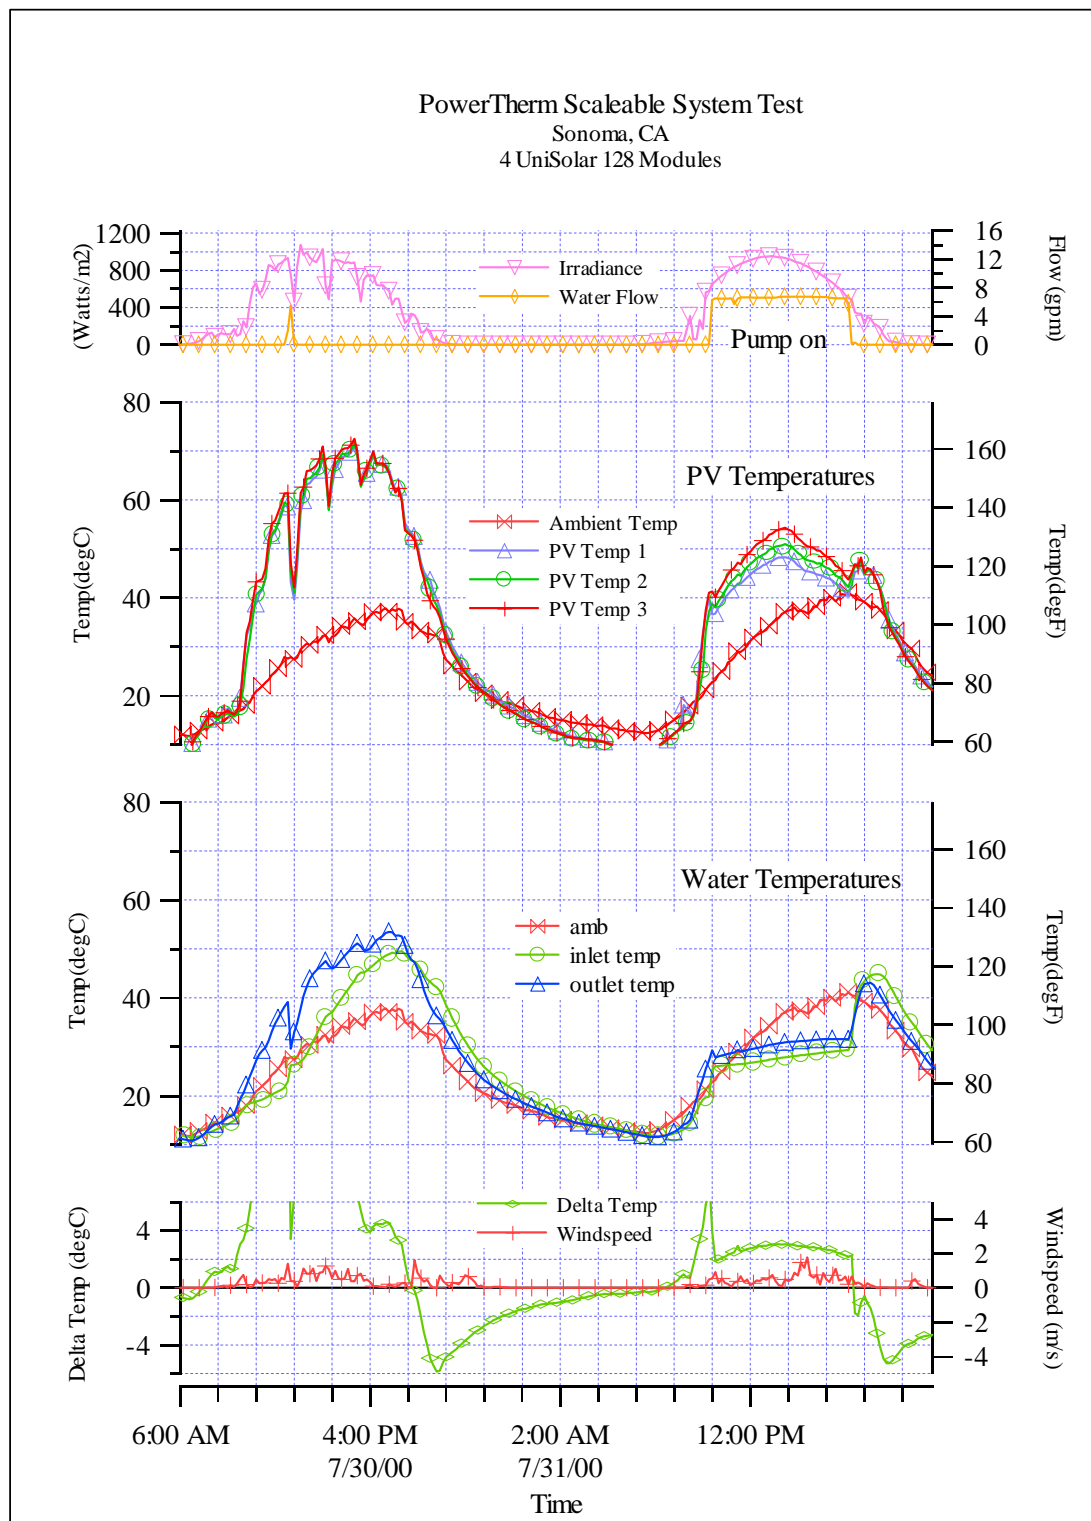 PowerTherm Scaleable System Test
Sonoma, CA
4 UniSolar 128 Modules
1200
800
400
0
(Watts/m2)
16
12
8
4
0
Flow (gpm)
Irradiance
Water Flow
Pump on
80
60
40
20
Temp(degC)
160
140
120
100
80
60
Temp(degF)
PV Temperatures
Ambient Temp
PV Temp 1
PV Temp 2
PV Temp 3
80
60
40
20
Temp(degC)
160
140
120
100
80
60
Temp(degF)
Water Temperatures
amb
inlet temp
outlet temp
4
0
-4
Delta Temp (degC)
4
2
0
-2
-4
Windspeed (m/s)
Delta Temp
Windspeed
6:00 AM
4:00 PM
2:00 AM
12:00 PM
7/30/00
7/31/00
Time